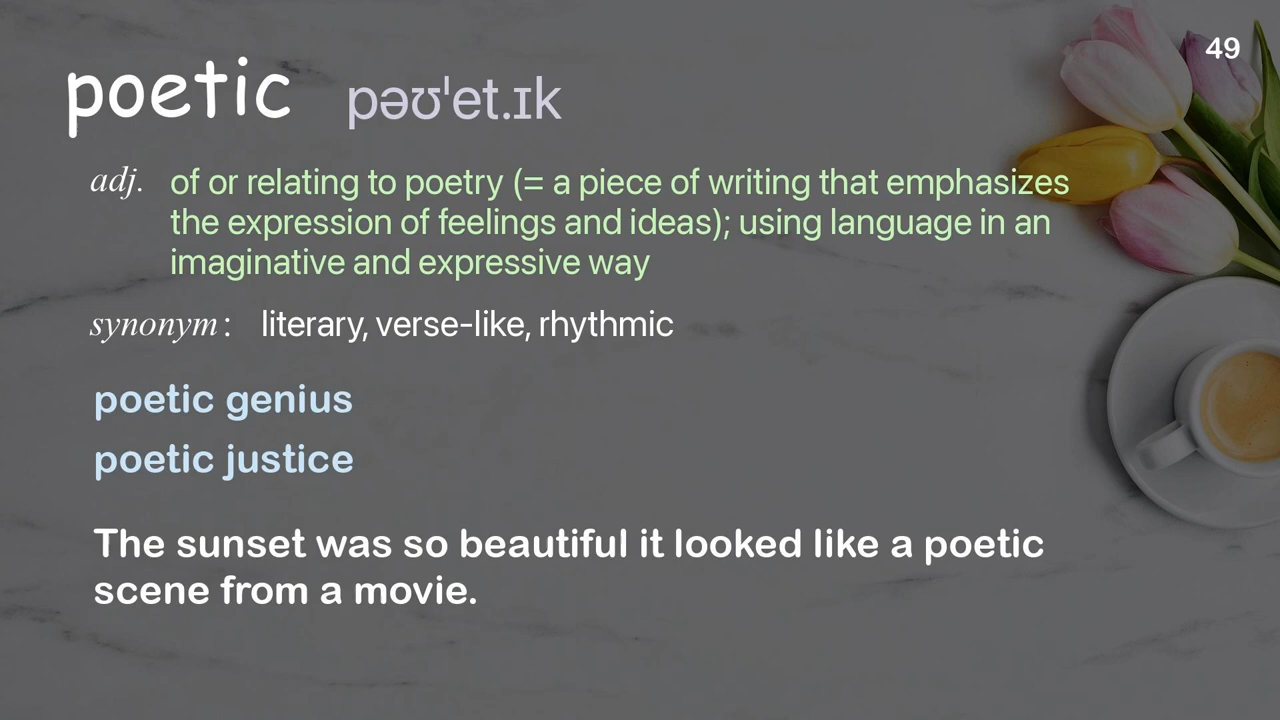 49
poetic pəʊˈet.ɪk
adj. of or relating to poetry (= a piece of writing that emphasizes
the expression of feelings and ideas); using language in an
imaginative and expressive way
synonym: literary, verse-like, rhythmic
poetic genius
poetic justice
The sunset was so beautiful it looked like a poetic
scene from a movie.